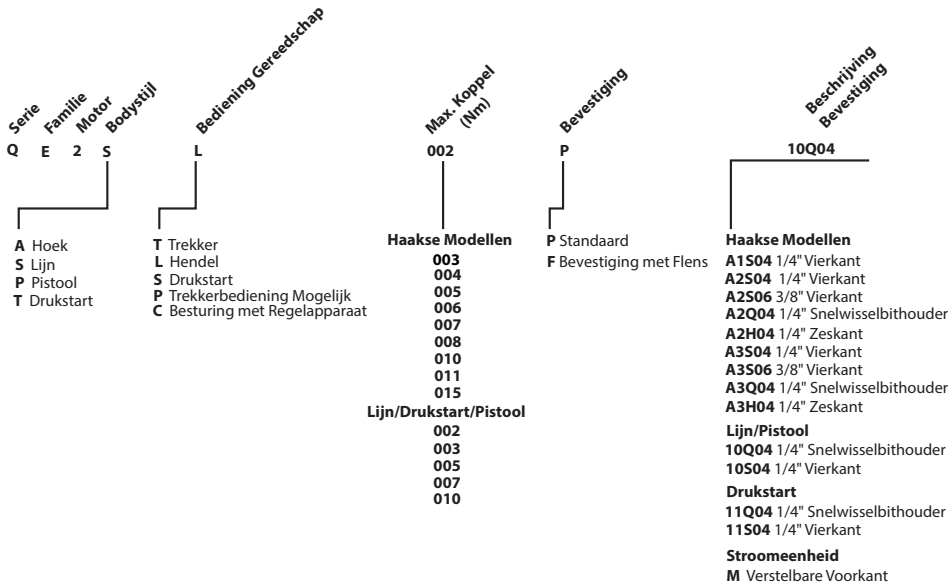 Serie
Familie
Motor
Bodystijl
Bediening Gereedschap
Max. Koppel
(Nm)
Bevestiging
Beschrijving
Bevestiging
Q E 2 S L 002 P 10Q04
A Hoek
S Lijn
P Pistool
T Drukstart
T Trekker
L Hendel
S Drukstart
P Trekkerbediening Mogelijk
C Besturing met Regelapparaat
Haakse Modellen
003
004
005
006
007
008
010
011
015
Lijn/Drukstart/Pistool
002
003
005
007
010
P Standaard
F Bevestiging met Flens
Haakse Modellen
A1S04 1/4" Vierkant
A2S04 1/4" Vierkant
A2S06 3/8" Vierkant
A2Q04 1/4" Snelwisselbithouder
A2H04 1/4" Zeskant
A3S04 1/4" Vierkant
A3S06 3/8" Vierkant
A3Q04 1/4" Snelwisselbithouder
A3H04 1/4" Zeskant
Lijn/Pistool
10Q04 1/4" Snelwisselbithouder
10S04 1/4" Vierkant
Drukstart
11Q04 1/4" Snelwisselbithouder
11S04 1/4" Vierkant
Stroomeenheid
M Verstelbare Voorkant